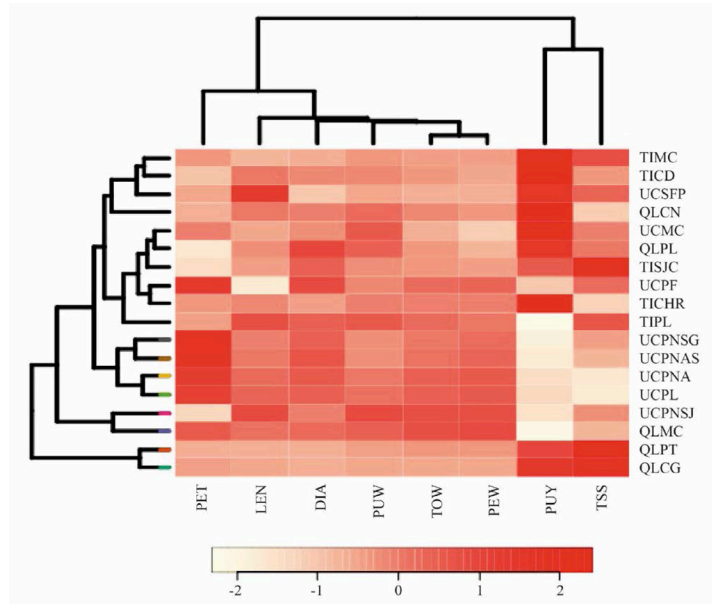 TIMC
TICD
UCSFP
QLCN
UCMC
QLPL
TISJC
UCPF
TICHR
TIPL
UCPNSG
UCPNAS
UCPNA
UCPL
UCPNSJ
QLMC
QLPT
QLCG
PET LEN DIA PUW TOW PEW PUY TSS
-2 -1 0 1 2